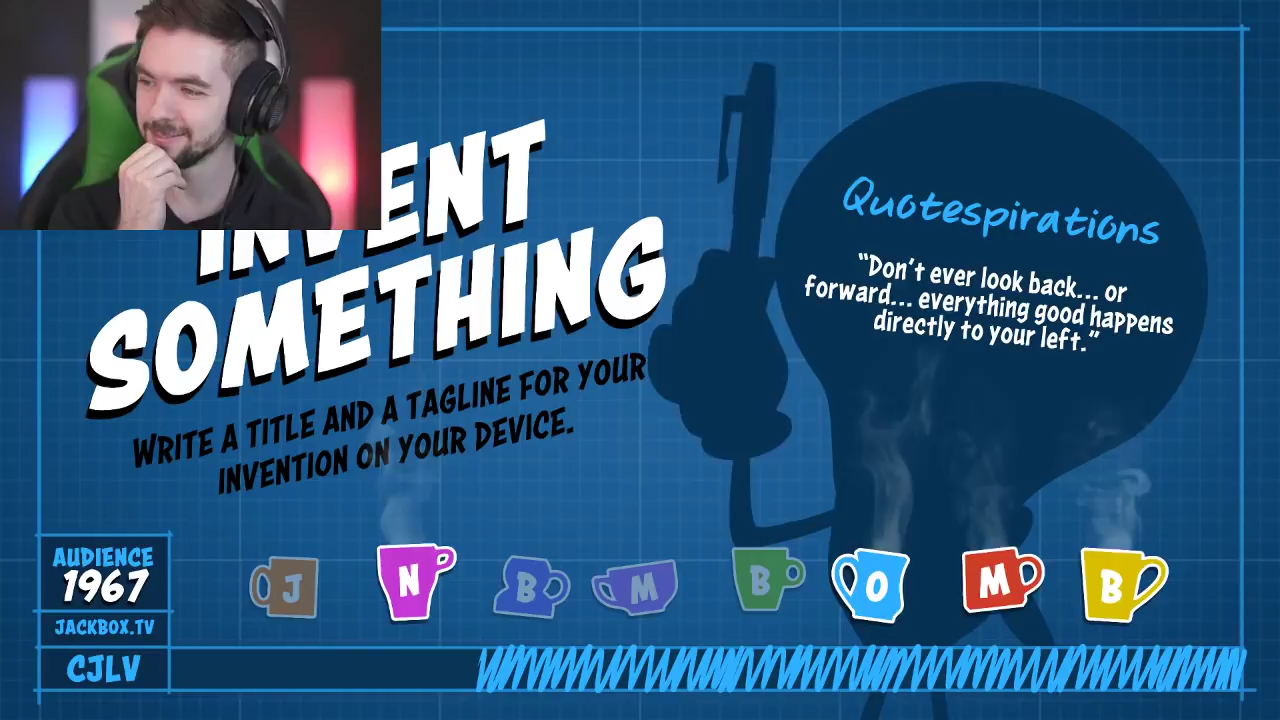 INVENT
SOMETHING
WRITE A TITLE AND A TAGLINE FOR YOUR
INVENTION ON YOUR DEVICE.
Quotespirations
"Don't ever look back... or
forward... everything good happens
directly to your left."
AUDIENCE
1967
JACKBOX.TV
CJLV
J N B M B O M B